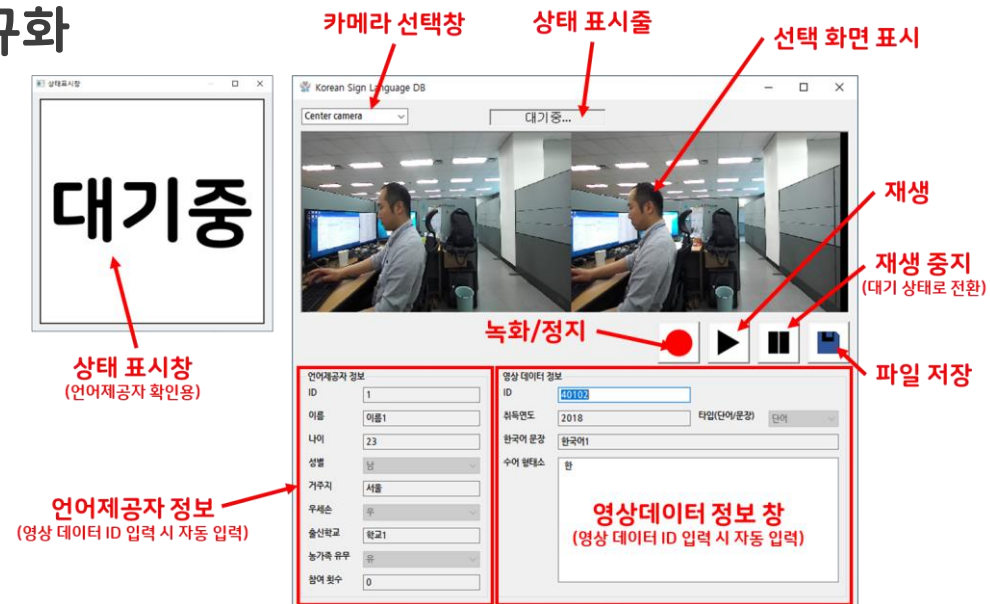 구화
카메라 선택창
상태 표시줄
선택 화면 표시
상태표시창
Korean Sign Language DB
Center camera
대기중...
대기중
재생
재생 중지
(대기 상태로 전환)
녹화/정지
파일 저장
상태 표시창
(언어제공자 확인용)
언어제공자 정보
ID
1
이름
이름1
나이
23
성별
남
거주지
서울
우세손
우
출신학교
학교1
농가족 유무
유
참여 횟수
0
언어제공자 정보
(영상 데이터 ID 입력 시 자동 입력)
영상 데이터 정보
ID
40102
취득연도
2018
타입(단어/문장)
단어
한국어 문장
한국어1
수어 형태소
한
영상데이터 정보 창
(영상 데이터 ID 입력 시 자동 입력)